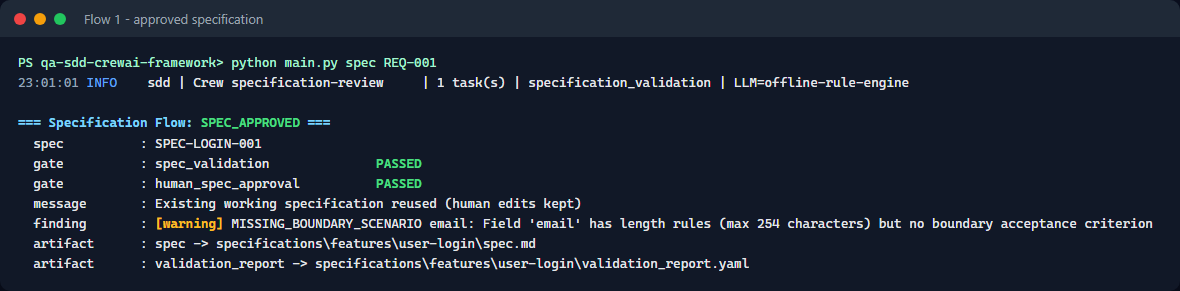 Flow 1 - approved specification
PS qa-sdd-crewai-framework> python main.py spec REQ-001
23:01:01 INFO    sdd | Crew specification-review     | 1 task(s) | specification_validation | LLM=offline-rule-engine
=== Specification Flow: SPEC_APPROVED ===
  spec          : SPEC-LOGIN-001
  gate          : spec_validation             PASSED
  gate          : human_spec_approval         PASSED
  message       : Existing working specification reused (human edits kept)
  finding       : [warning] MISSING_BOUNDARY_SCENARIO email: Field 'email' has length rules (max 254 characters) but no boundary acceptance criterion
  artifact      : spec -> specifications\features\user-login\spec.md
  artifact      : validation_report -> specifications\features\user-login\validation_report.yaml